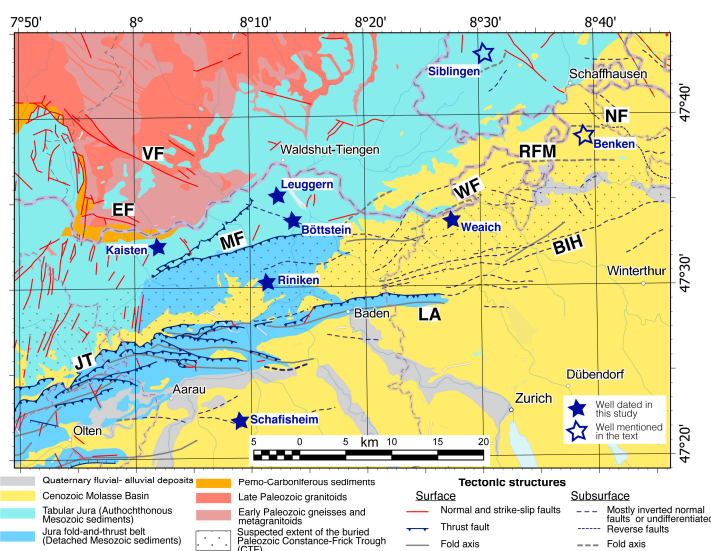 7°50' 8° 8°10' 8°20' 8°30' 8°40'
Siblingen
Schaffhausen
47°40'
NF
VF
Waldshut-Tiengen
RFM
Benken
Leuggern
WF
EF
MF
Böttstein
Weaich
Kaisten
BIH
Riniken
Winterthur
47°30'
Baden
LA
JT
Dübendorf
Aarau
Zurich
Well dated in
this study
Schafisheim
Well mentioned
in the text
Olten
km
5 0 5 10 15 20
47°20'
Quaternary fluvial- alluvial deposits
Cenozoic Molasse Basin
Tabular Jura (Authochthonous
Mesozoic sediments)
Jura fold-and-thrust belt
(Detached Mesozoic sediments)
Pemo-Carboniferous sediments
Late Paleozoic granitoids
Early Paleozoic gneisses and
metagranitoids
Suspected extent of the buried
Paleozoic Constance-Frick Trough
(CTF)
Tectonic structures
Surface
Normal and strike-slip faults
Thrust fault
Fold axis
Subsurface
Mostly inverted normal
faults or undifferentiated
Reverse faults
Fold axis